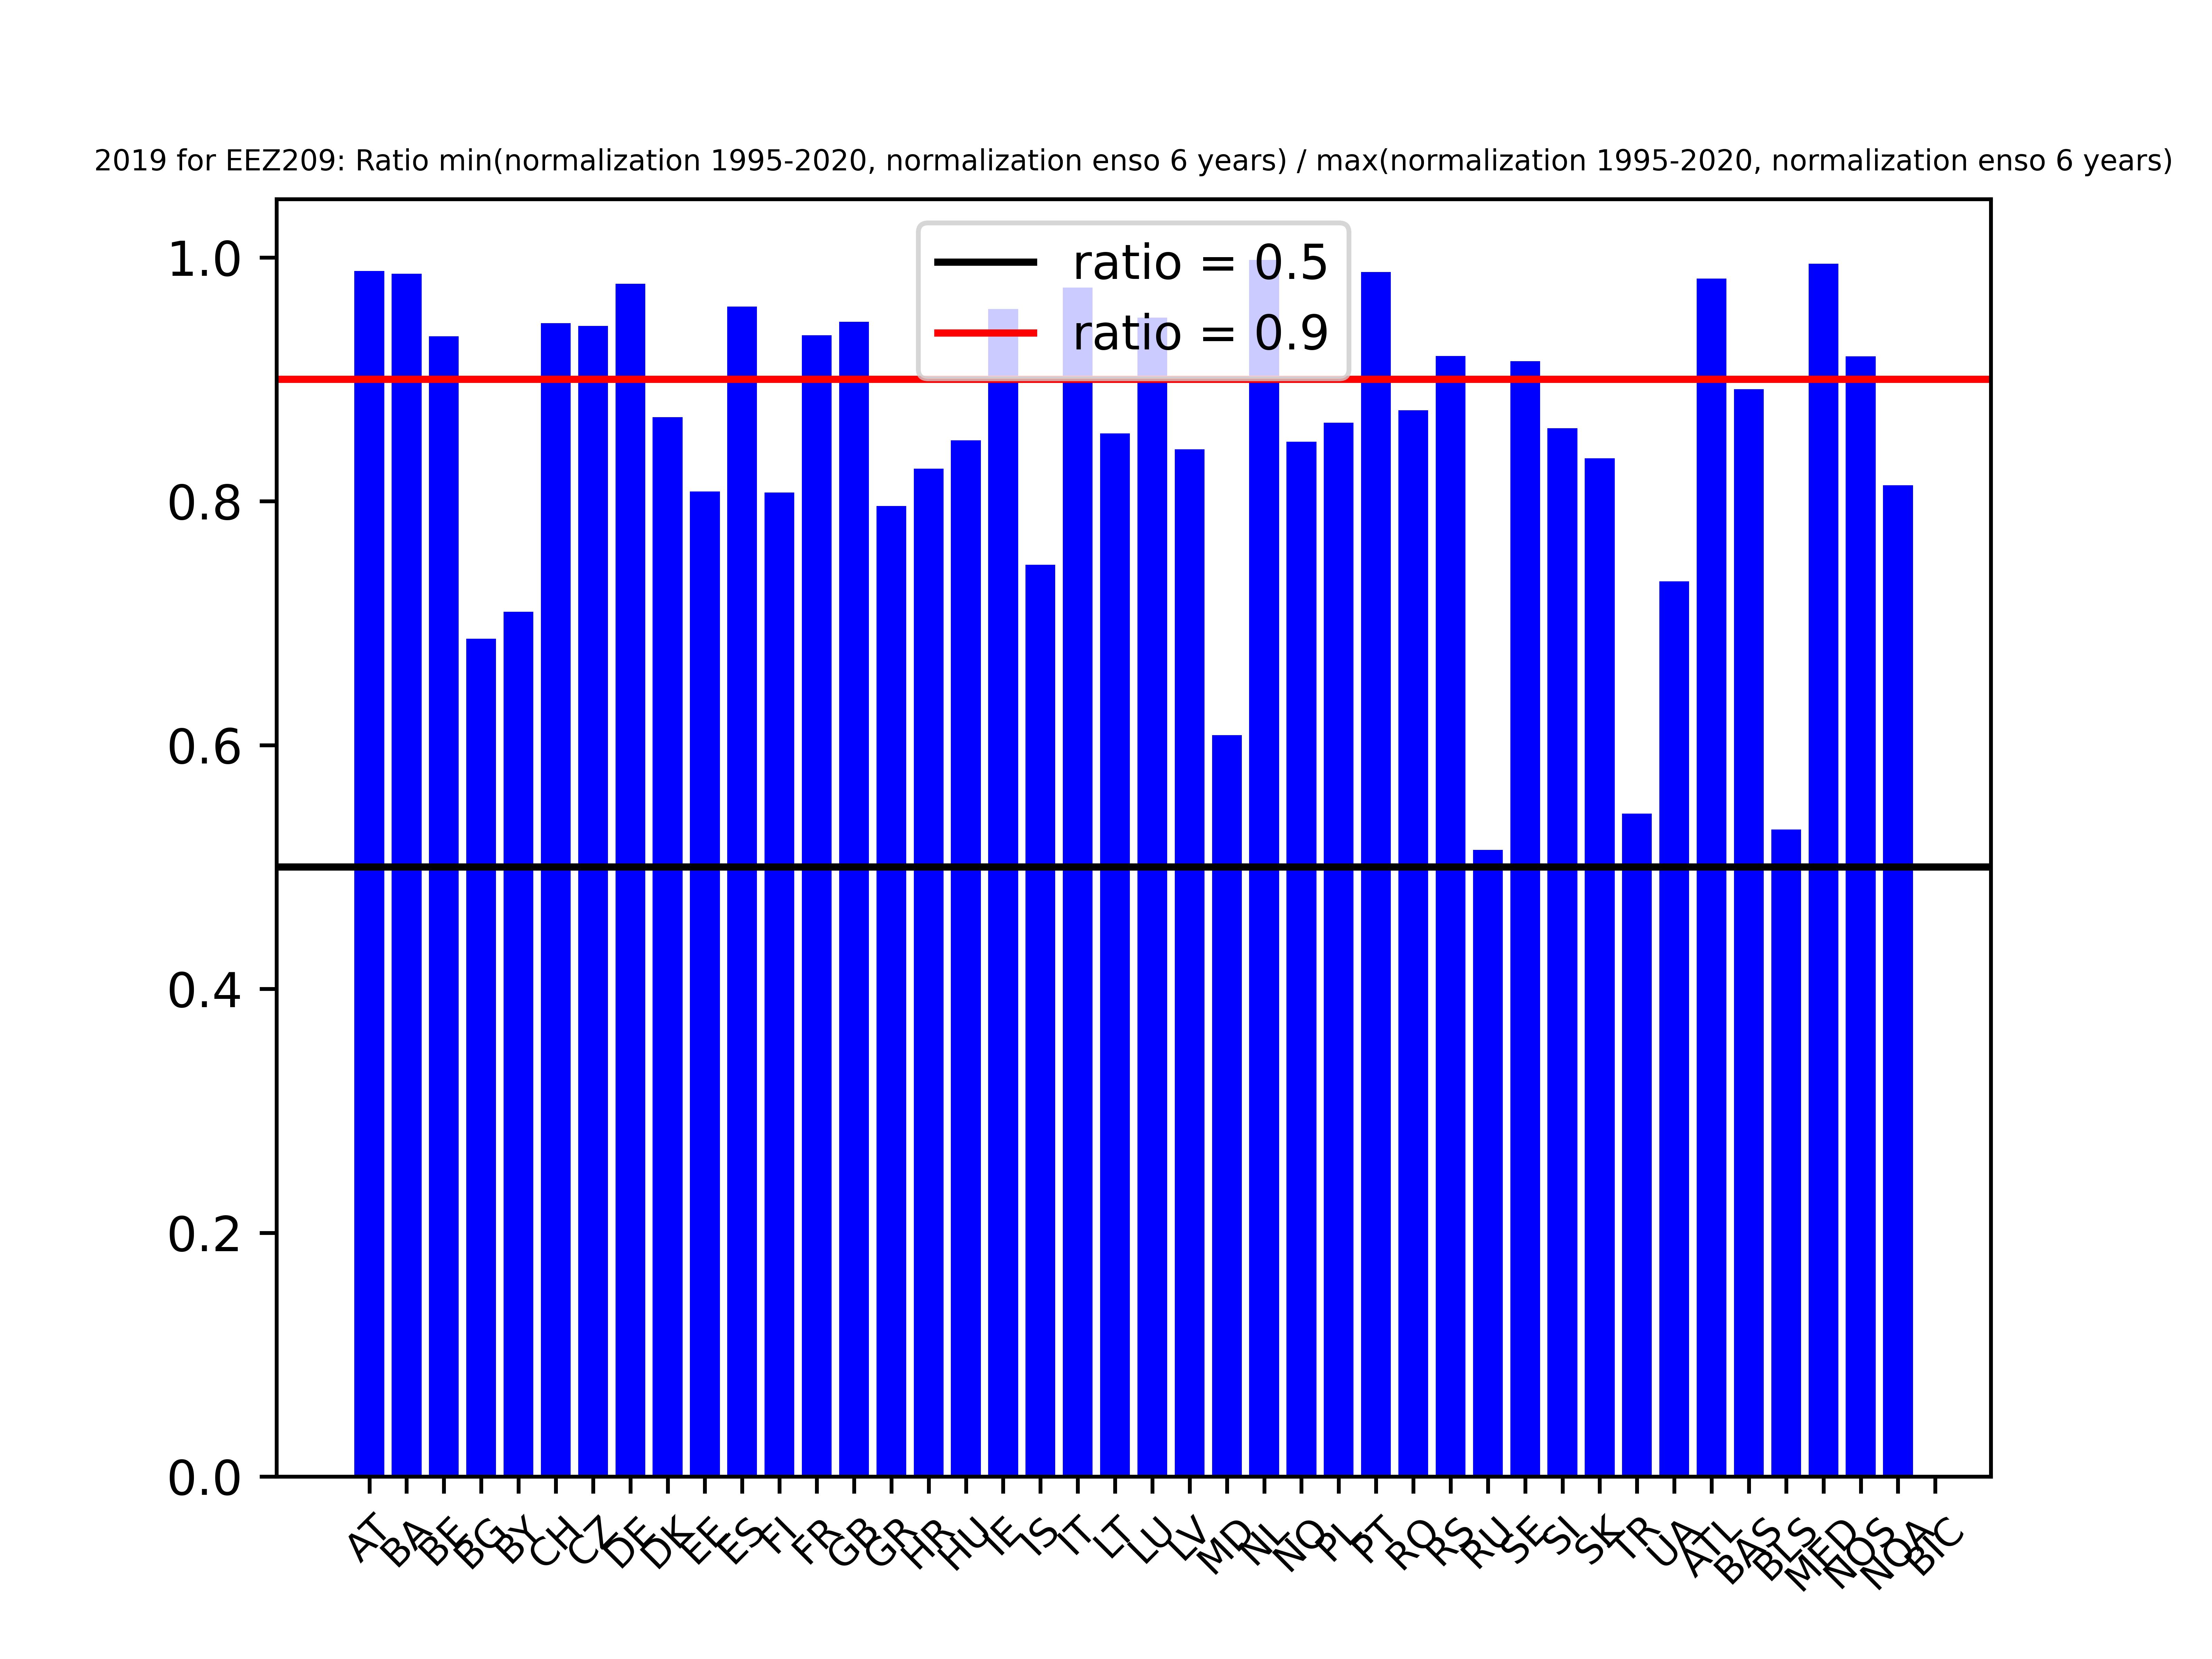 2019 for EEZ209: Ratio min(normalization 1995-2020, normalization enso 6 years) / max(normalization 1995-2020, normalization enso 6 years)
ratio = 0.5
ratio = 0.9
1.0
0.8
0.6
0.4
0.2
0.0
AT BA BE BG BY CH CZ DE DK EE ES FI FR GB GR HR HU IE IS IT LT LU LV MD NL NO PL PT RO RS RU SE SI SK TR UA ATL BAS BLS MED NOS NOA BIC